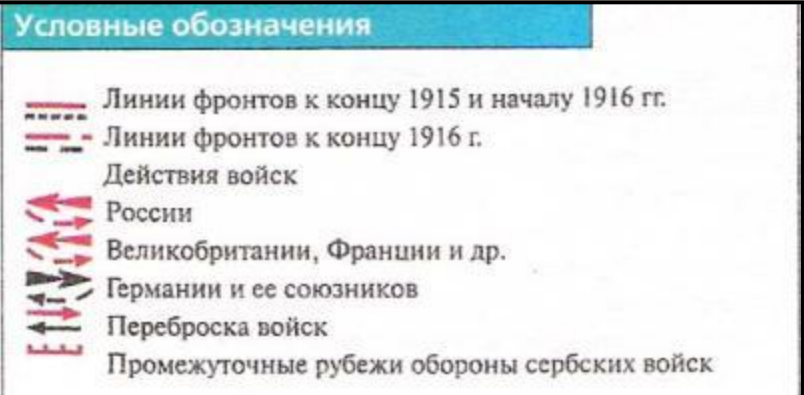 Условные обозначения
Линии фронтов к концу 1915 и началу 1916 гг.
Линии фронтов к концу 1916 г.
Действия войск
России
Великобритании, Франции и др.
Германии и ее союзников
Переброска войск
Промежуточные рубежи обороны сербских войск